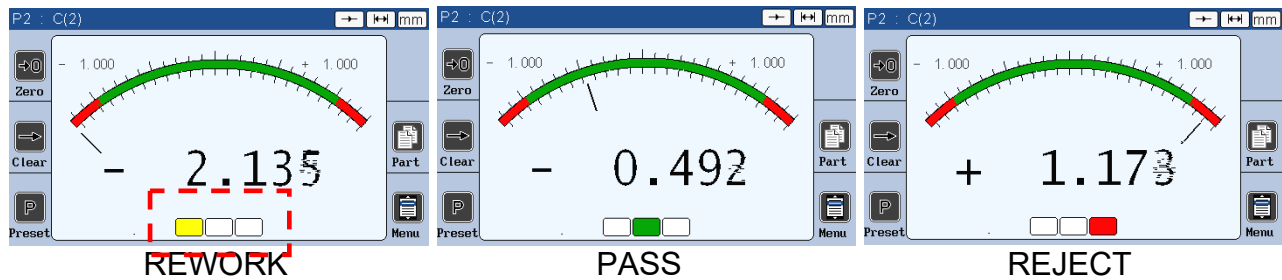 P2 : C(2) mm
- 1.000 + 1.000
Zero
Clear
Part
- 2.135
P
Preset
Menu
REWORK
P2 : C(2) mm
- 1.000 + 1.000
Zero
Clear
Part
- 0.492
P
Preset
Menu
PASS
P2 : C(2) mm
- 1.000 + 1.000
Zero
Clear
Part
+ 1.173
P
Preset
Menu
REJECT